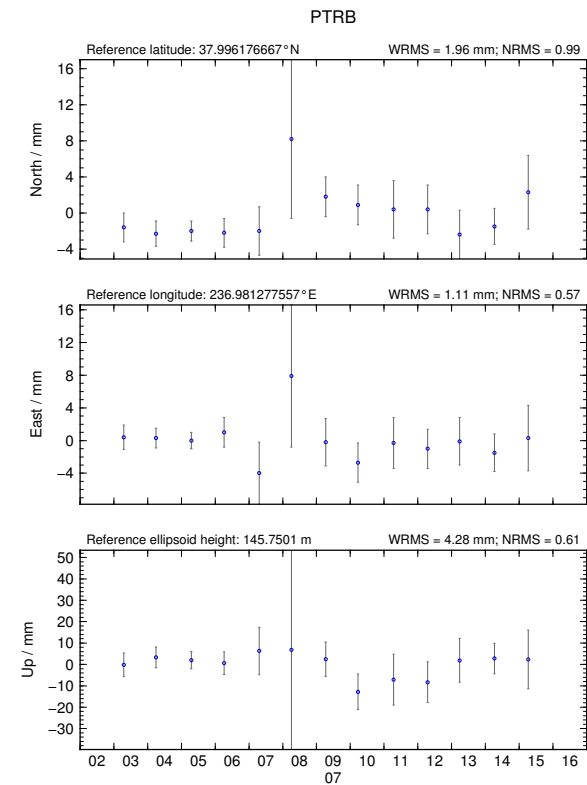 PTRB
Reference latitude: 37.996176667°N WRMS = 1.96 mm; NRMS = 0.99
16
12
8
4
0
−4
North / mm
Reference longitude: 236.981277557°E WRMS = 1.11 mm; NRMS = 0.57
16
12
8
4
0
−4
East / mm
Reference ellipsoid height: 145.7501 m WRMS = 4.28 mm; NRMS = 0.61
50
40
30
20
10
0
−10
−20
−30
Up / mm
02 03 04 05 06 07 08 09 10 11 12 13 14 15 16
07